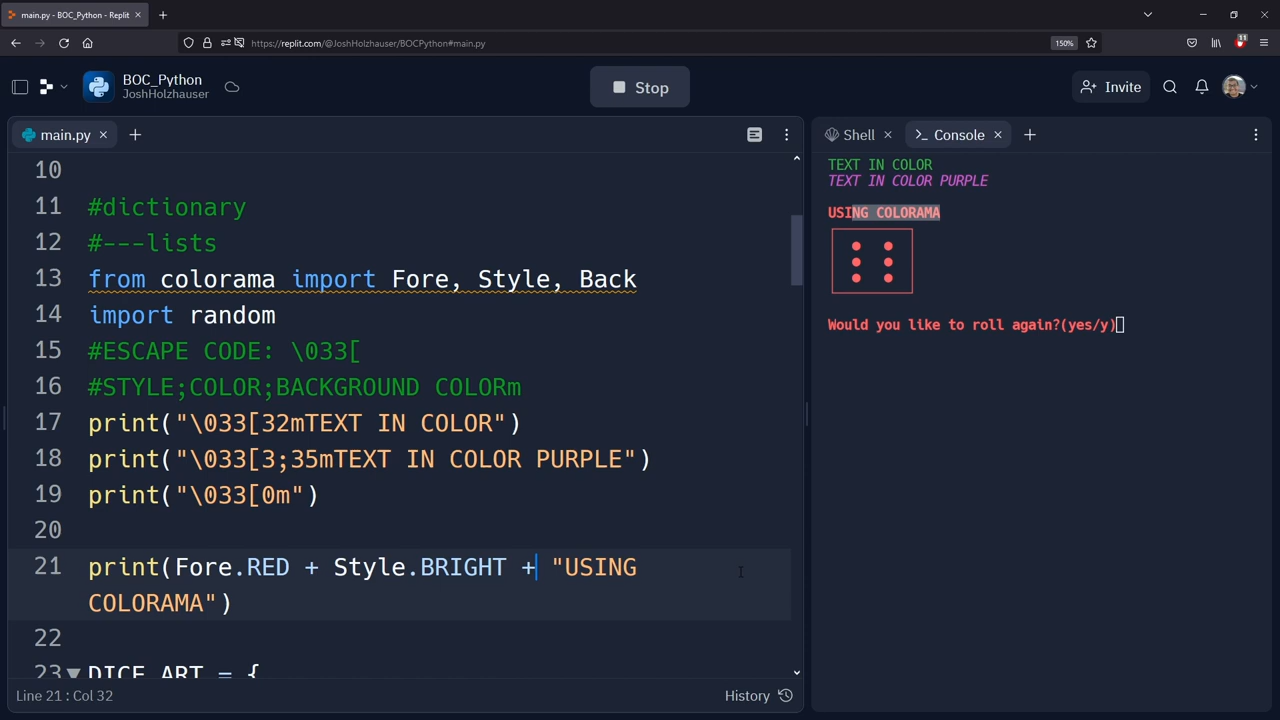 main.py - BOC_Python - Replit
https://replit.com/@JoshHolzhauser/BOCPython#main.py
150%
11
BOC_Python
JoshHolzhauser
Stop
Invite
main.py
10
11 #dictionary
12 #---lists
13 from colorama import Fore, Style, Back
14 import random
15 #ESCAPE CODE: \033[
16 #STYLE;COLOR;BACKGROUND COLORm
17 print("\033[32mTEXT IN COLOR")
18 print("\033[3;35mTEXT IN COLOR PURPLE")
19 print("\033[0m")
20
21 print(Fore.RED + Style.BRIGHT + "USING
COLORAMA")
22
23 DICE_ART = {
Line 21 : Col 32
History
Shell
Console
TEXT IN COLOR
TEXT IN COLOR PURPLE
USING COLORAMA
Would you like to roll again?(yes/y)